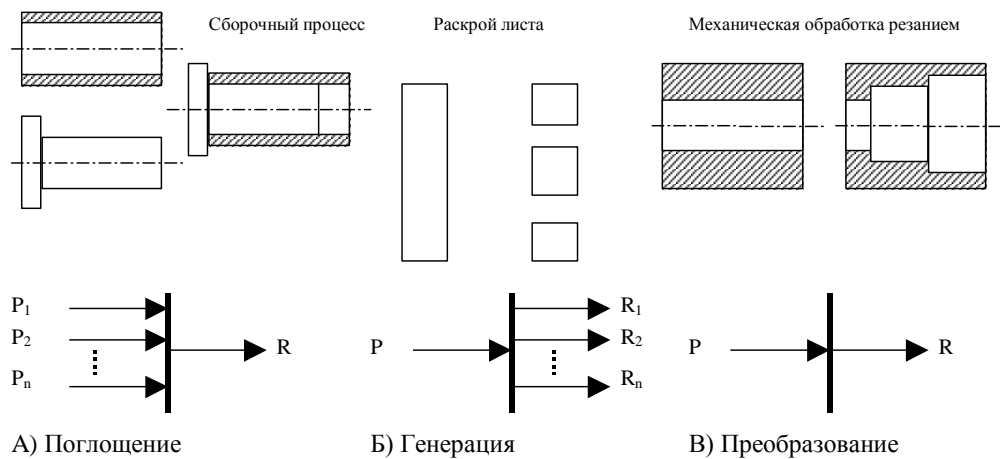 Сборочный процесс
Раскрой листа
Механическая обработка резанием
P1
P2
Pn
R
P
R1
R2
Rn
P
R
А) Поглощение
Б) Генерация
В) Преобразование